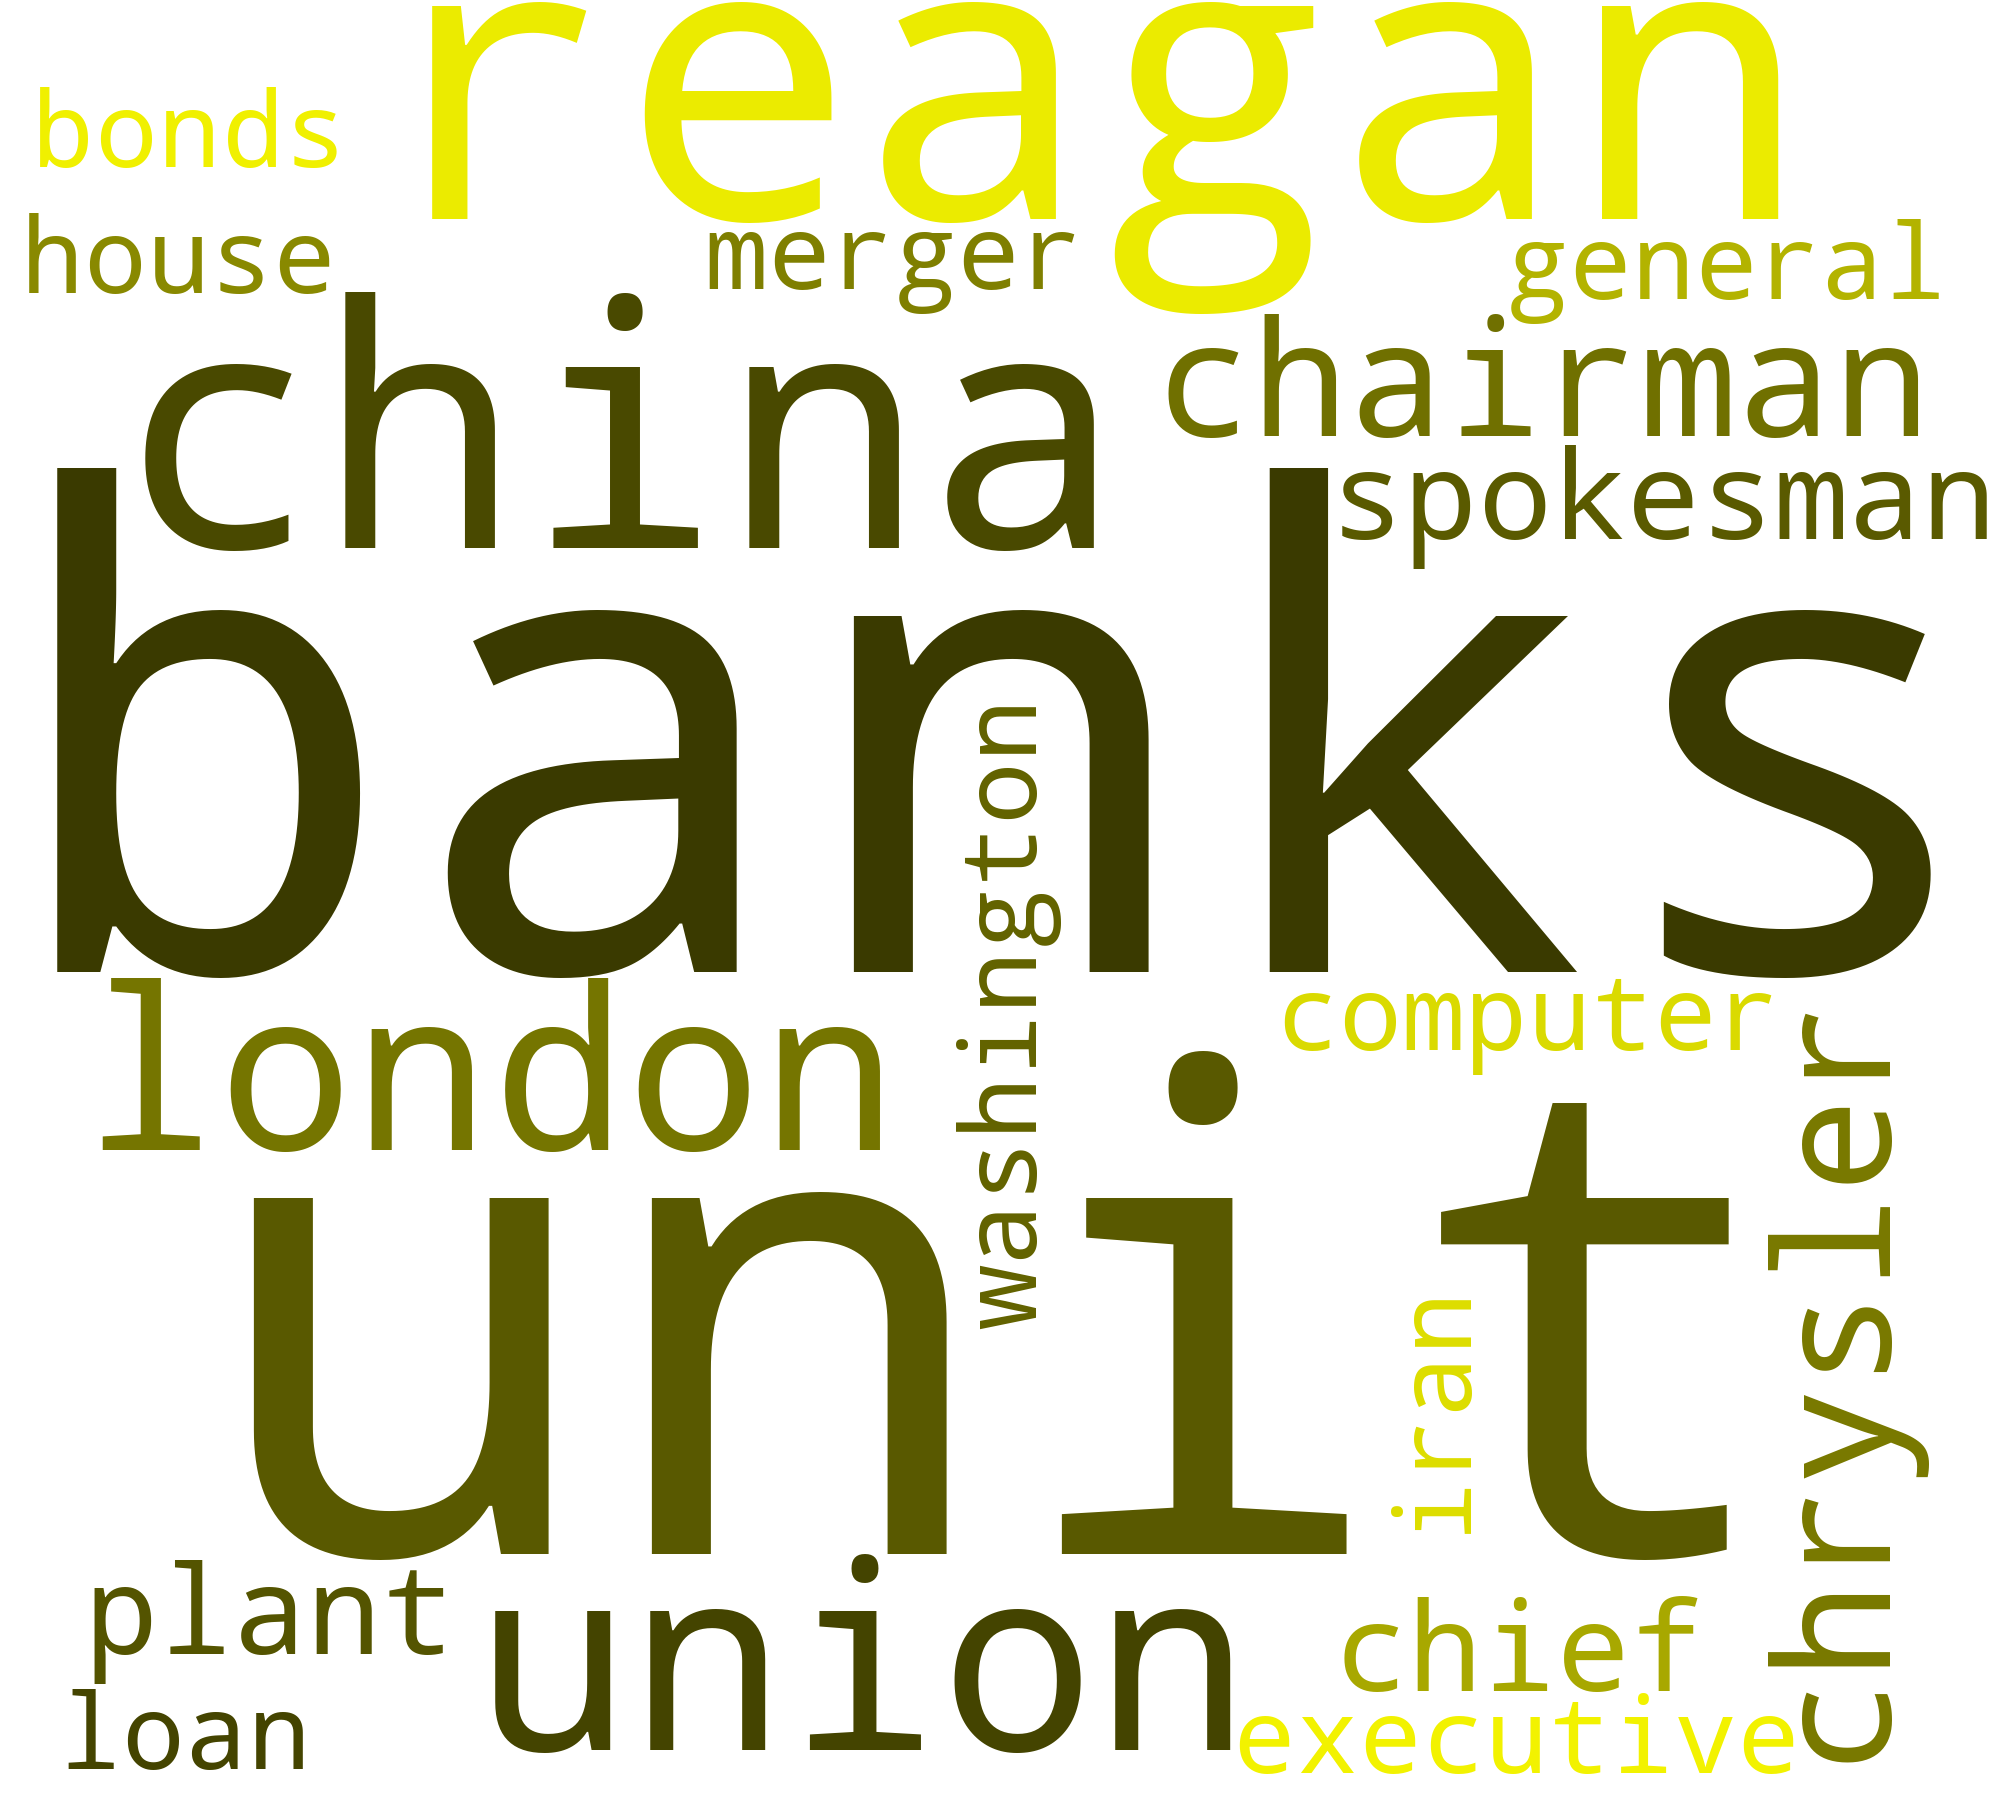 reagan
bonds
house
merger
general
china
chairman
spokesman
banks
washington
london
computer
unit
iran
chrysler
plant
union
chief
loan
executive